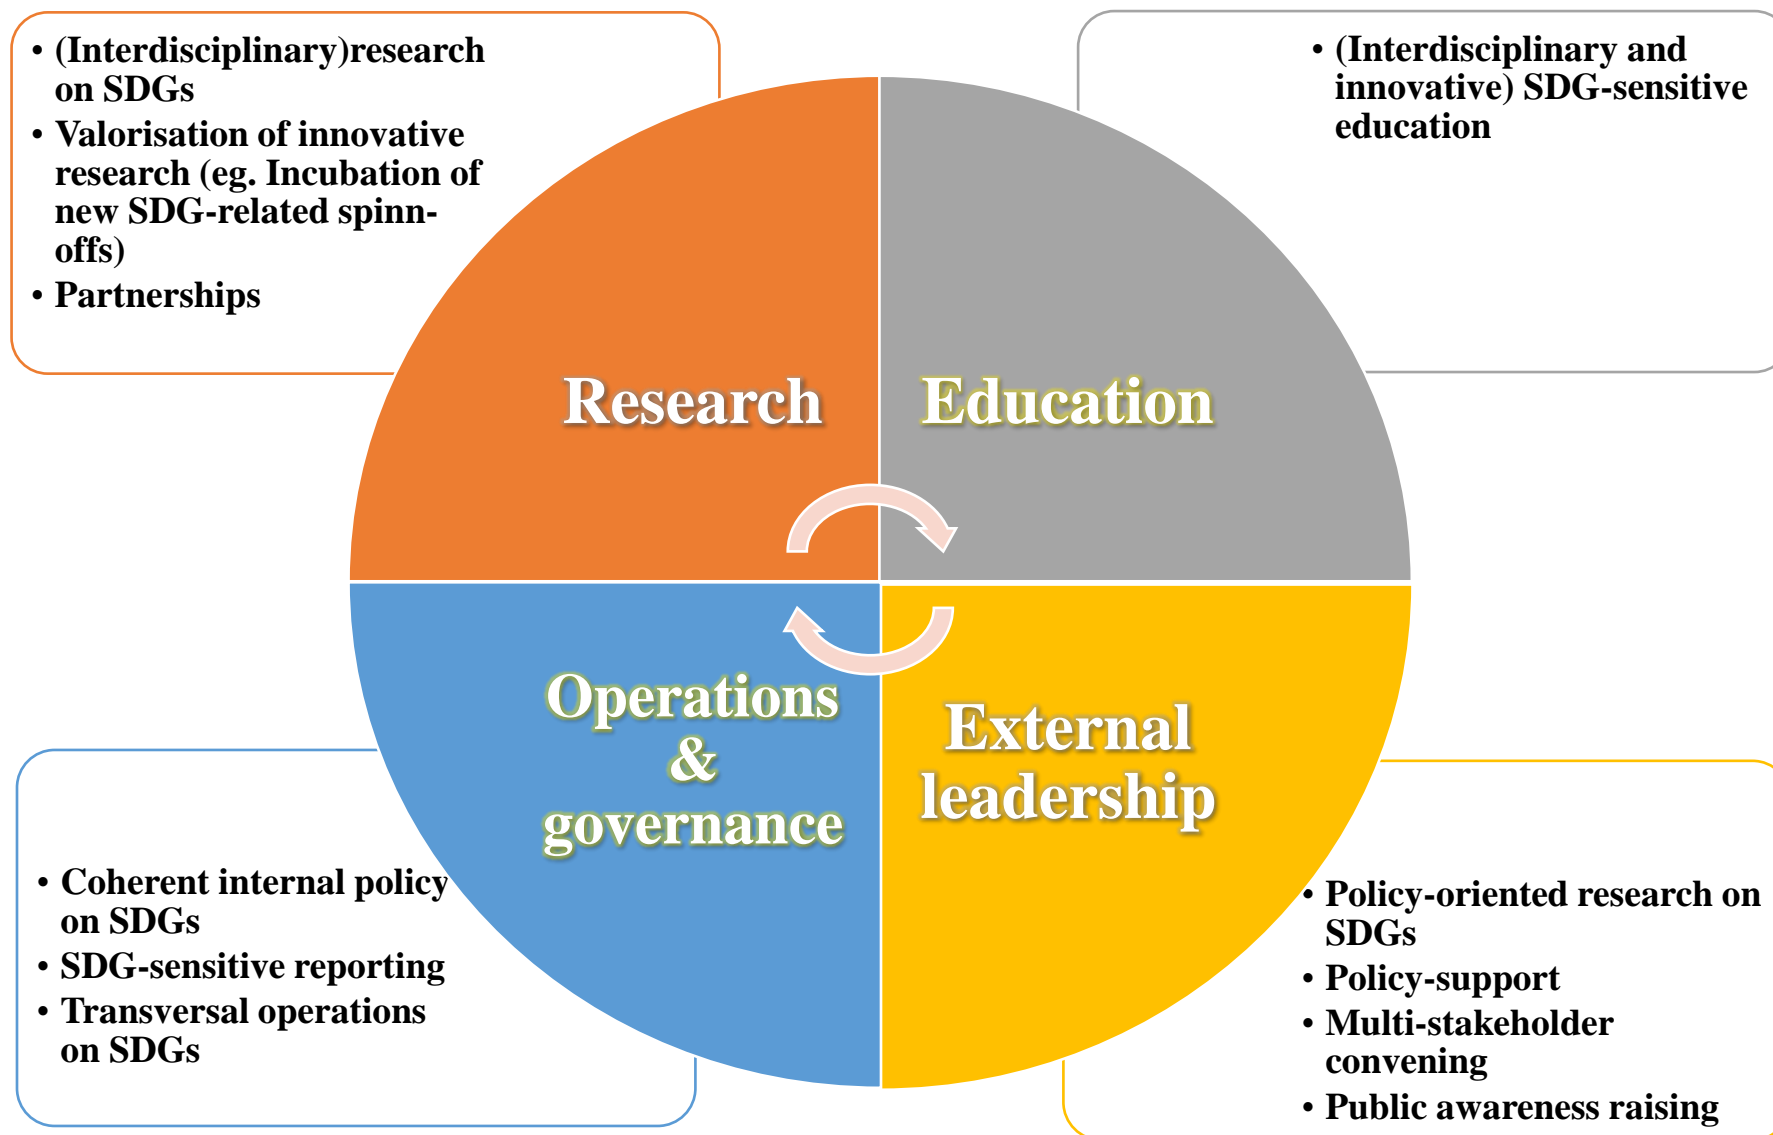 • (Interdisciplinary)research
on SDGs
• Valorisation of innovative
research (eg. Incubation of
new SDG-related spinn-
offs)
• Partnerships
• (Interdisciplinary and
innovative) SDG-sensitive
education
Research
Education
Operations
&
governance
External
leadership
• Coherent internal policy
on SDGs
• SDG-sensitive reporting
• Transversal operations
on SDGs
• Policy-oriented research on
SDGs
• Policy-support
• Multi-stakeholder
convening
• Public awareness raising